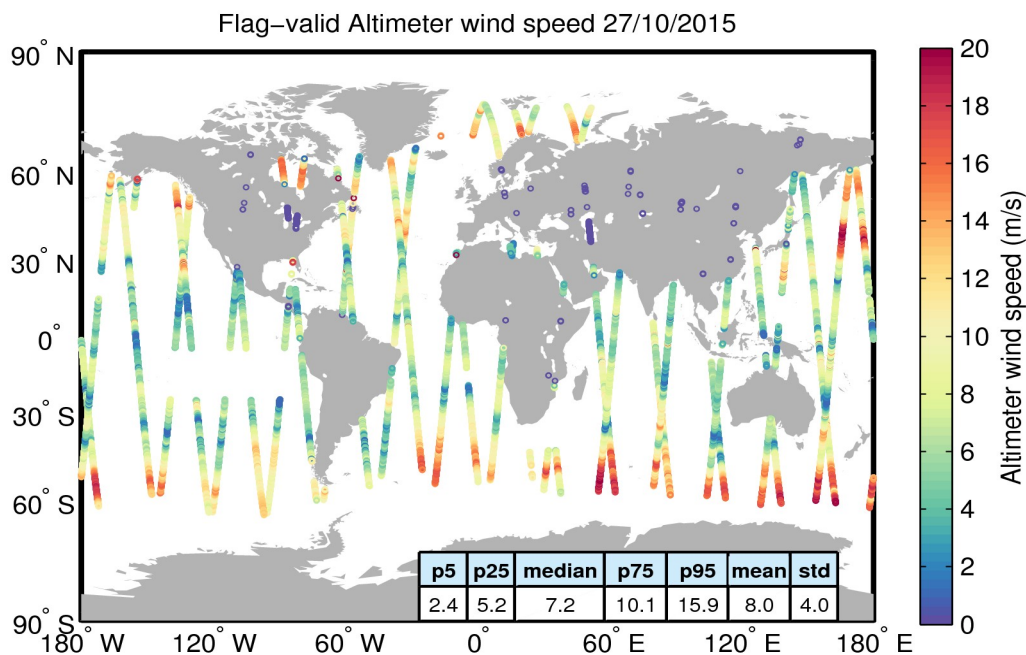 Flag−valid Altimeter wind speed 27/10/2015
90° N
60° N
30° N
0°
30° S
60° S
90° S
180° W
120° W
60° W
0°
60° E
120° E
180° E
p5 p25 median p75 p95 mean std
2.4 5.2 7.2 10.1 15.9 8.0 4.0
20
18
16
14
12
10
8
6
4
2
0
Altimeter wind speed (m/s)